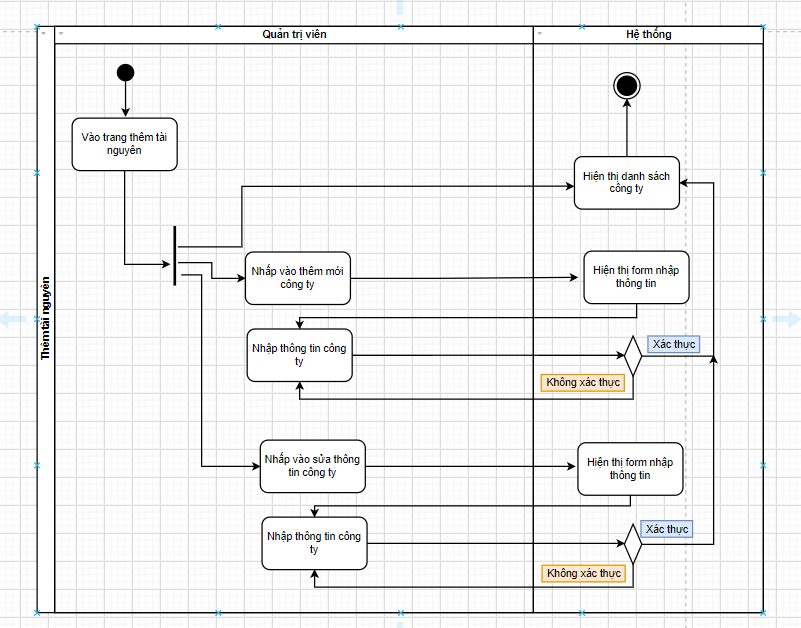 Quản trị viên
Hệ thống
Thêm tài nguyên
Vào trang thêm tài
nguyên
Hiện thị danh sách
công ty
Nhấp vào thêm mới
công ty
Hiện thị form nhập
thông tin
Nhập thông tin công
ty
Xác thực
Không xác thực
Nhấp vào sửa thông
tin công ty
Hiện thị form nhập
thông tin
Nhập thông tin công
ty
Xác thực
Không xác thực